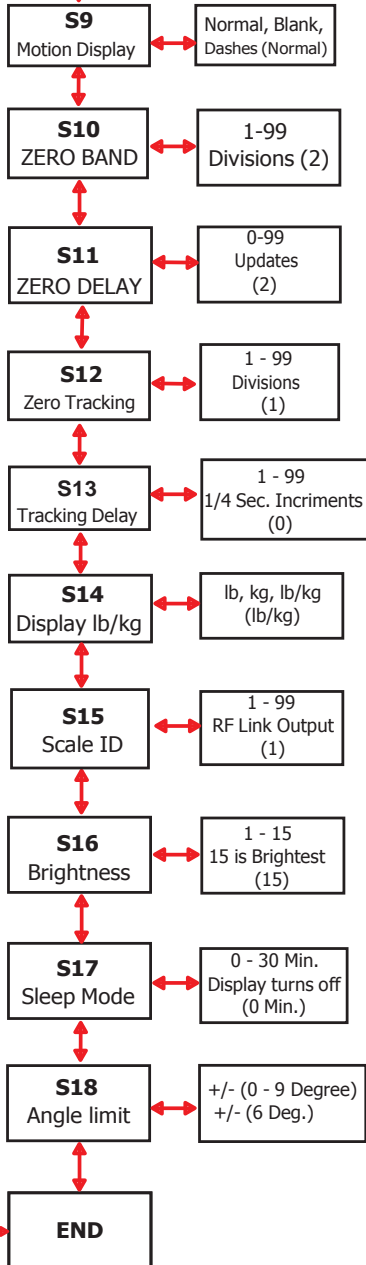 S9
Motion Display
Normal, Blank,
Dashes (Normal)
S10
ZERO BAND
1-99
Divisions (2)
S11
ZERO DELAY
0-99
Updates
(2)
S12
Zero Tracking
1 - 99
Divisions
(1)
S13
Tracking Delay
1 - 99
1/4 Sec. Incriments
(0)
S14
Display lb/kg
lb, kg, lb/kg
(lb/kg)
S15
Scale ID
1 - 99
RF Link Output
(1)
S16
Brightness
1 - 15
15 is Brightest
(15)
S17
Sleep Mode
0 - 30 Min.
Display turns off
(0 Min.)
S18
Angle limit
+/- (0 - 9 Degree)
+/- (6 Deg.)
END